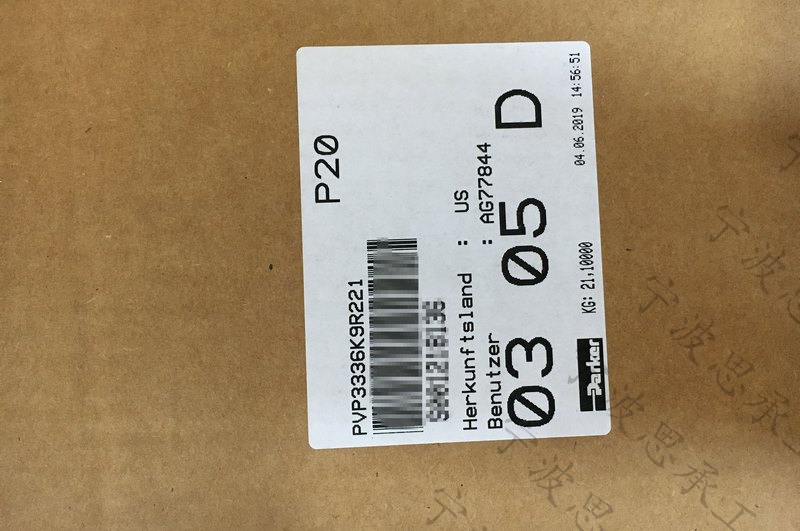 P20
PVP3336K9R221
Herkunftsland : US
Benutzer : AG77844
03 05 D
Parker KG: 21,10000 04.06.2019 14:56:51
宁波思承工
宁波思
宁波
宁波思